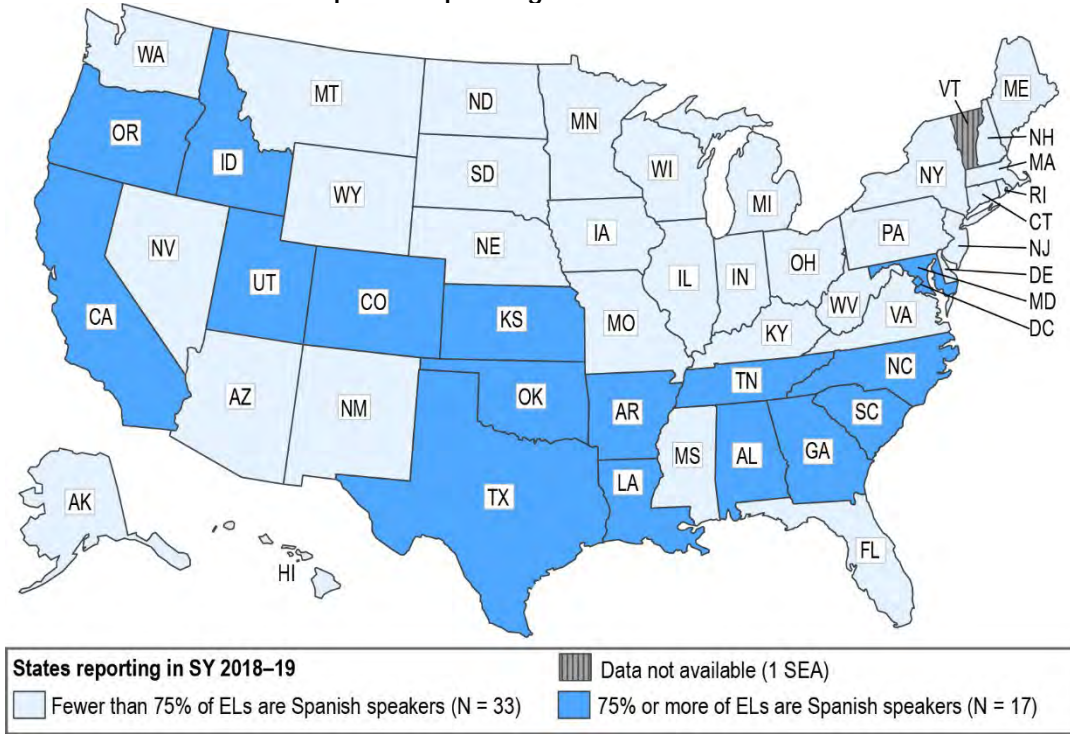 WA
MT
ND
MN
VT
ME
OR
ID
SD
WI
NH
MA
WY
MI
NY
RI
CT
NE
IA
PA
NJ
NV
UT
CO
IL
IN
OH
DE
MD
DC
CA
KS
MO
WV
VA
KY
AZ
NM
OK
AR
TN
NC
SC
MS
AL
GA
TX
LA
AK
HI
FL
States reporting in SY 2018–19
Data not available (1 SEA)
Fewer than 75% of ELs are Spanish speakers (N = 33)
75% or more of ELs are Spanish speakers (N = 17)